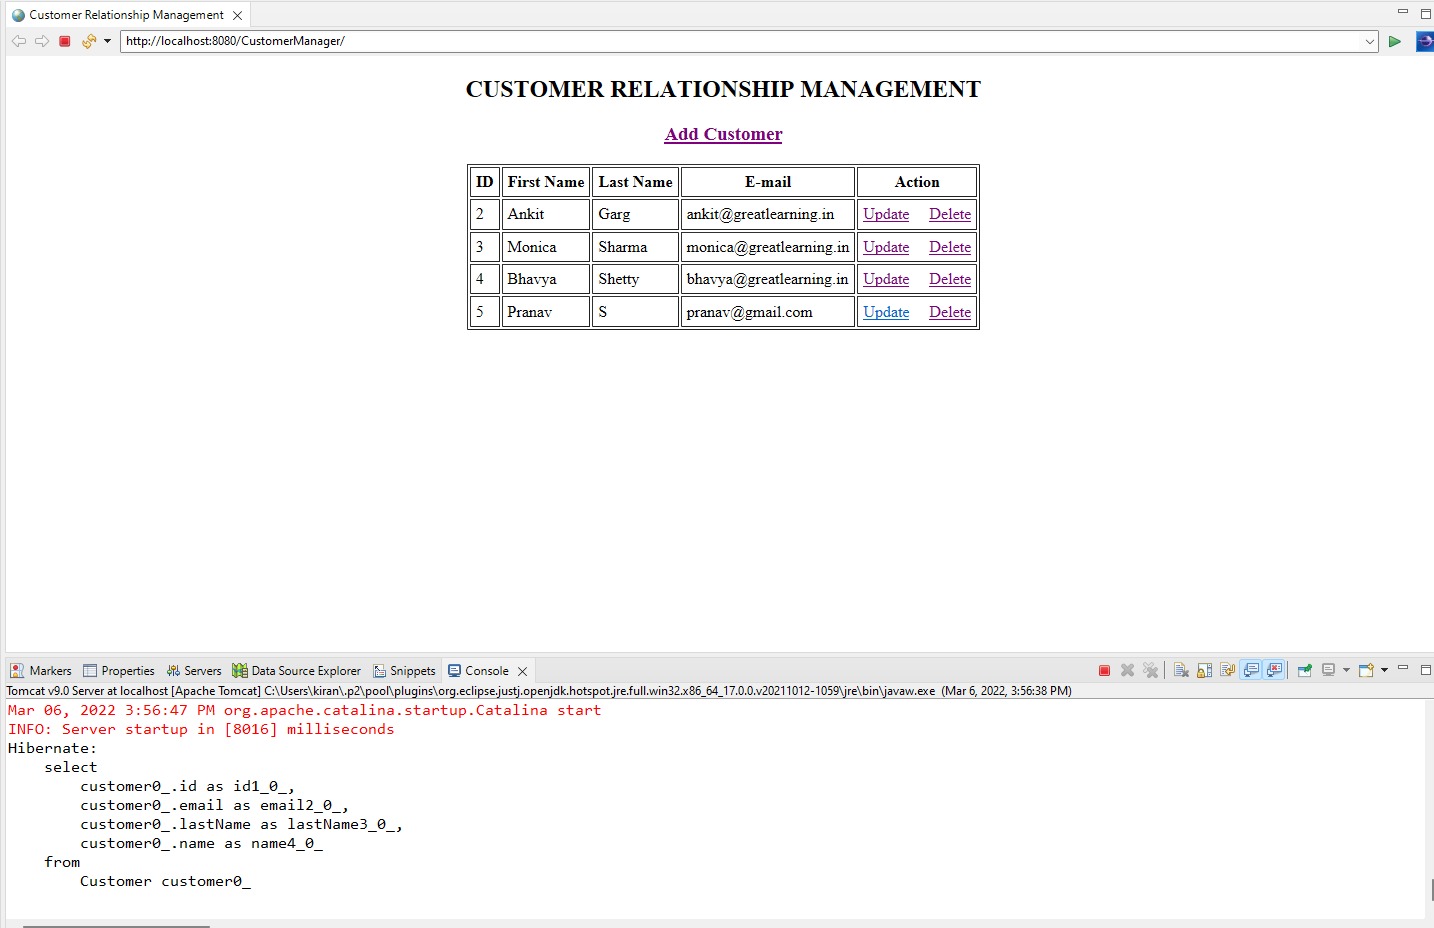 Customer Relationship Management
http://localhost:8080/CustomerManager/
CUSTOMER RELATIONSHIP MANAGEMENT
Add Customer
ID First Name Last Name E-mail Action
2 Ankit Garg ankit@greatlearning.in Update Delete
3 Monica Sharma monica@greatlearning.in Update Delete
4 Bhavya Shetty bhavya@greatlearning.in Update Delete
5 Pranav S pranav@gmail.com Update Delete
Markers Properties Servers Data Source Explorer Snippets Console
Tomcat v9.0 Server at localhost [Apache Tomcat] C:\Users\kiran\.p2\pool\plugins\org.eclipse.justj.openjdk.hotspot.jre.full.win32.x86_64_17.0.0.v20211012-1059\jre\bin\javaw.exe (Mar 6, 2022, 3:56:38 PM)
Mar 06, 2022 3:56:47 PM org.apache.catalina.startup.Catalina start
INFO: Server startup in [8016] milliseconds
Hibernate:
    select
        customer0_.id as id1_0_,
        customer0_.email as email2_0_,
        customer0_.lastName as lastName3_0_,
        customer0_.name as name4_0_
    from
        Customer customer0_